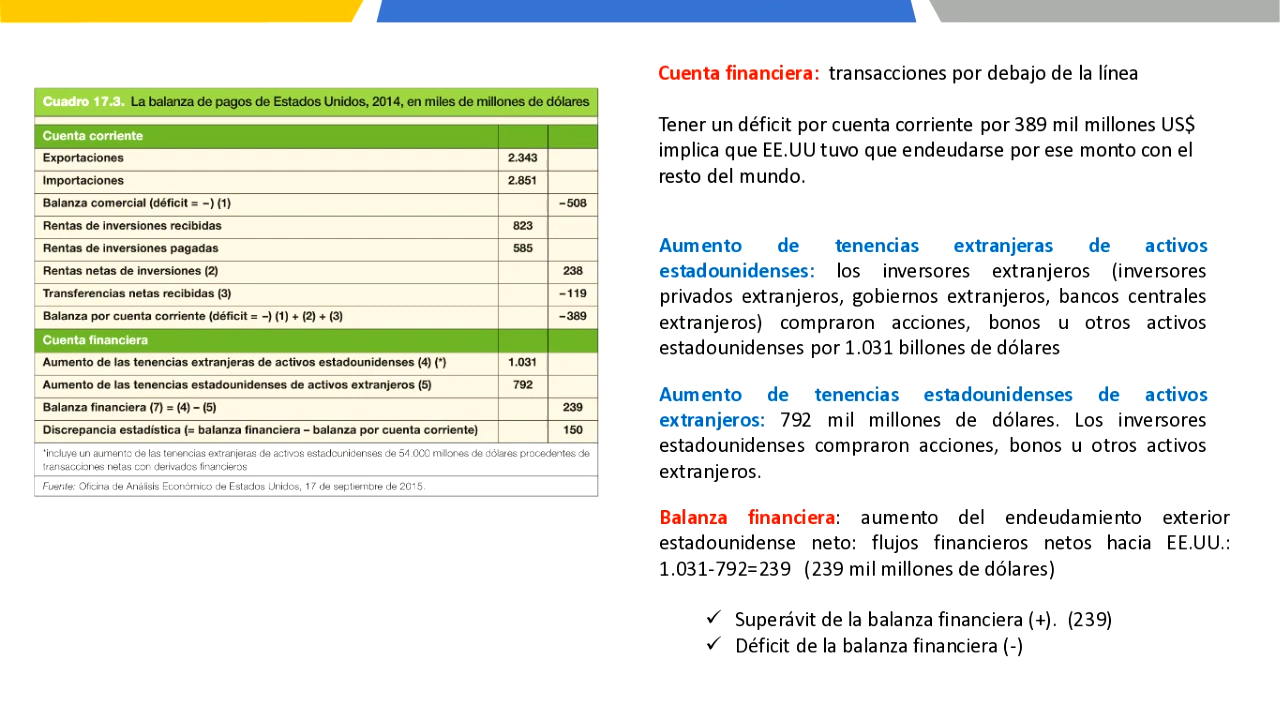 Cuadro 17.3. La balanza de pagos de Estados Unidos, 2014, en miles de millones de dólares
Cuenta corriente
Exportaciones 2.343
Importaciones 2.851
Balanza comercial (déficit = −) (1) −508
Rentas de inversiones recibidas 823
Rentas de inversiones pagadas 585
Rentas netas de inversiones (2) 238
Transferencias netas recibidas (3) −119
Balanza por cuenta corriente (déficit = −) (1) + (2) + (3) −389
Cuenta financiera
Aumento de las tenencias extranjeras de activos estadounidenses (4) (*) 1.031
Aumento de las tenencias estadounidenses de activos extranjeros (5) 792
Balanza financiera (7) = (4) – (5) 239
Discrepancia estadística (= balanza financiera – balanza por cuenta corriente) 150
*incluye un aumento de las tenencias extranjeras de activos estadounidenses de 54.000 millones de dólares procedentes de
transacciones netas con derivados financieros
Fuente: Oficina de Análisis Económico de Estados Unidos, 17 de septiembre de 2015.
Cuenta financiera: transacciones por debajo de la línea
Tener un déficit por cuenta corriente por 389 mil millones US$
implica que EE.UU tuvo que endeudarse por ese monto con el
resto del mundo.
Aumento de tenencias extranjeras de activos
estadounidenses: los inversores extranjeros (inversores
privados extranjeros, gobiernos extranjeros, bancos centrales
extranjeros) compraron acciones, bonos u otros activos
estadounidenses por 1.031 billones de dólares
Aumento de tenencias estadounidenses de activos
extranjeros: 792 mil millones de dólares. Los inversores
estadounidenses compraron acciones, bonos u otros activos
extranjeros.
Balanza financiera: aumento del endeudamiento exterior
estadounidense neto: flujos financieros netos hacia EE.UU.:
1.031-792=239 (239 mil millones de dólares)
✓ Superávit de la balanza financiera (+). (239)
✓ Déficit de la balanza financiera (-)